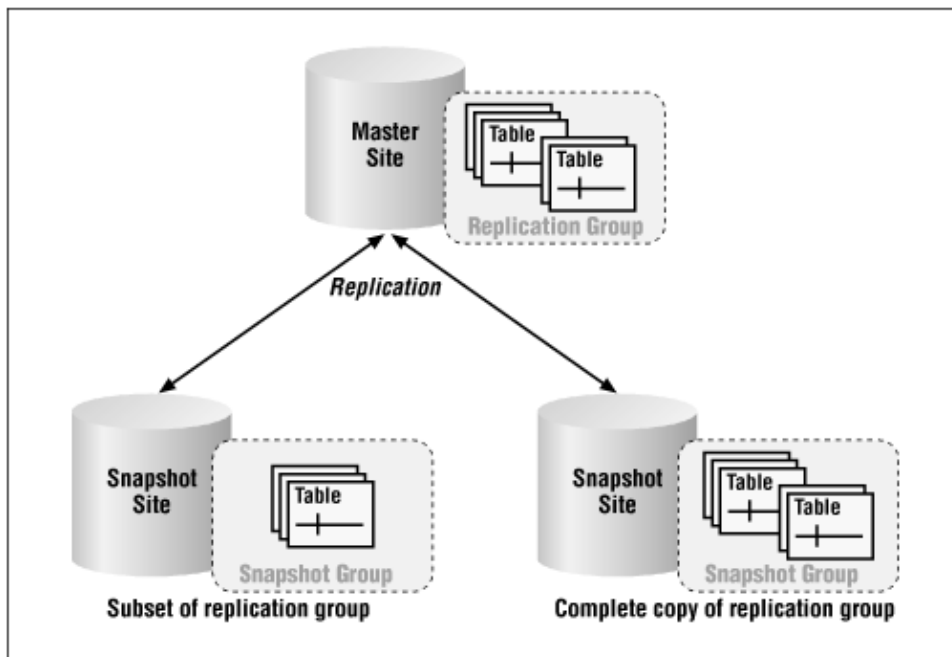 Master
Site
Table
Table
Replication Group
Replication
Snapshot
Site
Table
Snapshot Group
Subset of replication group
Snapshot
Site
Table
Table
Snapshot Group
Complete copy of replication group